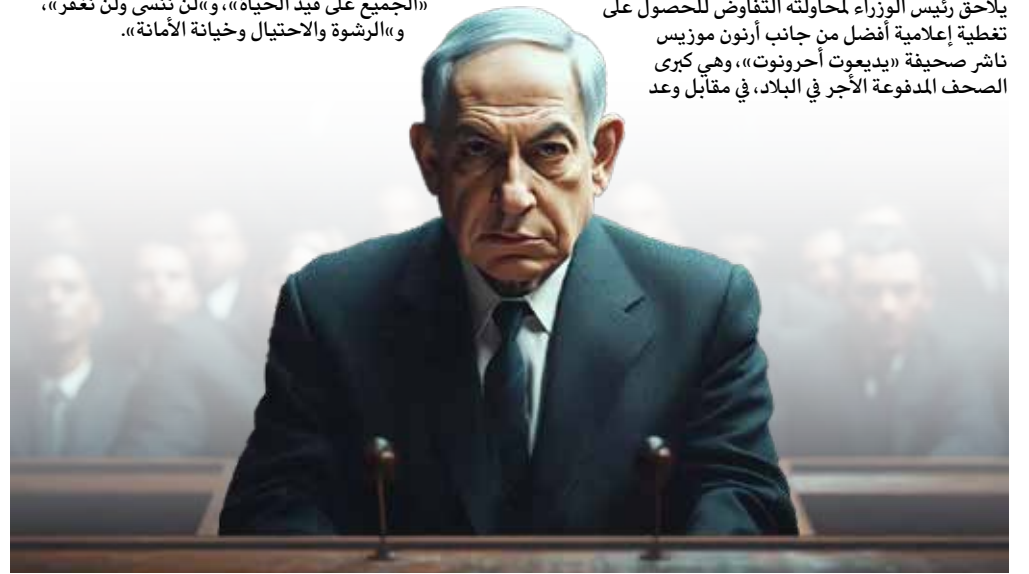 يلاحق رئيس الوزراء لمحاولته التفاوض للحصول على
تغطية إعلامية أفضل من جانب أرنون موزيس
ناشر صحيفة «يديعوت أحرونوت»، وهي كبرى
الصحف المدفوعة الأجر في البلاد، في مقابل وعد
«الجميع على قيد الحياة»، و»لن ننسى ولن نغفر»،
و»الرشوة والاحتيال وخيانة الأمانة».